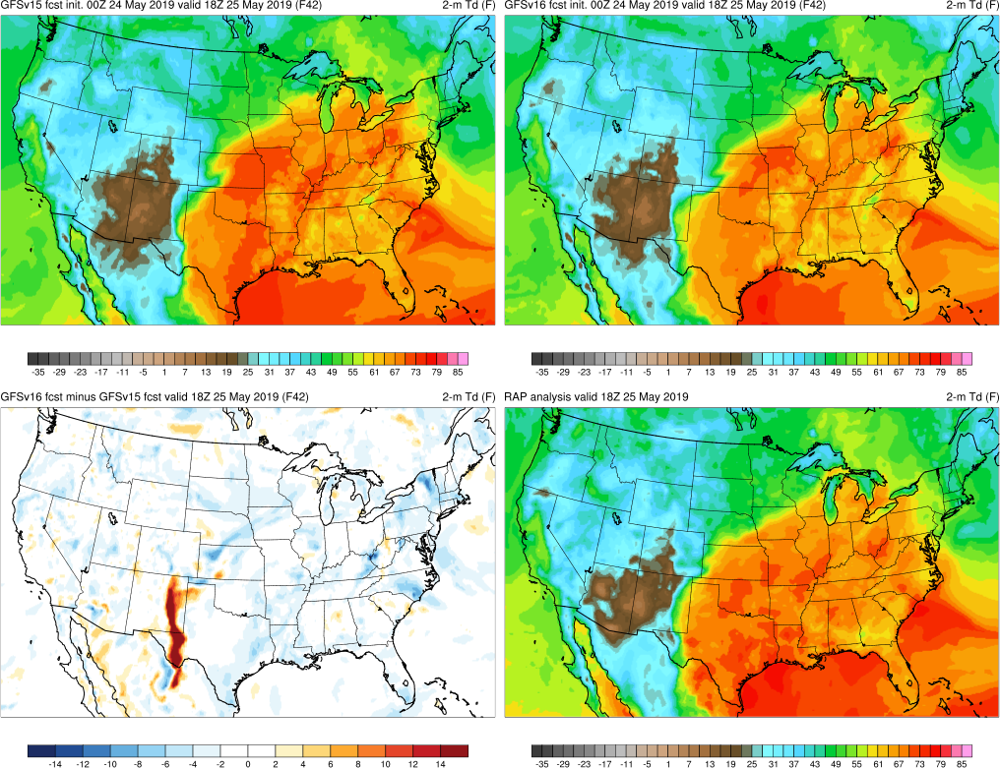 GFSv15 fcst init. 00Z 24 May 2019 valid 18Z 25 May 2019 (F42) 2-m Td (F)
GFSv16 fcst init. 00Z 24 May 2019 valid 18Z 25 May 2019 (F42) 2-m Td (F)
-35 -29 -23 -17 -11 -5 1 7 13 19 25 31 37 43 49 55 61 67 73 79 85
-35 -29 -23 -17 -11 -5 1 7 13 19 25 31 37 43 49 55 61 67 73 79 85
GFSv16 fcst minus GFSv15 fcst valid 18Z 25 May 2019 (F42) 2-m Td (F)
RAP analysis valid 18Z 25 May 2019 2-m Td (F)
-14 -12 -10 -8 -6 -4 -2 0 2 4 6 8 10 12 14
-35 -29 -23 -17 -11 -5 1 7 13 19 25 31 37 43 49 55 61 67 73 79 85